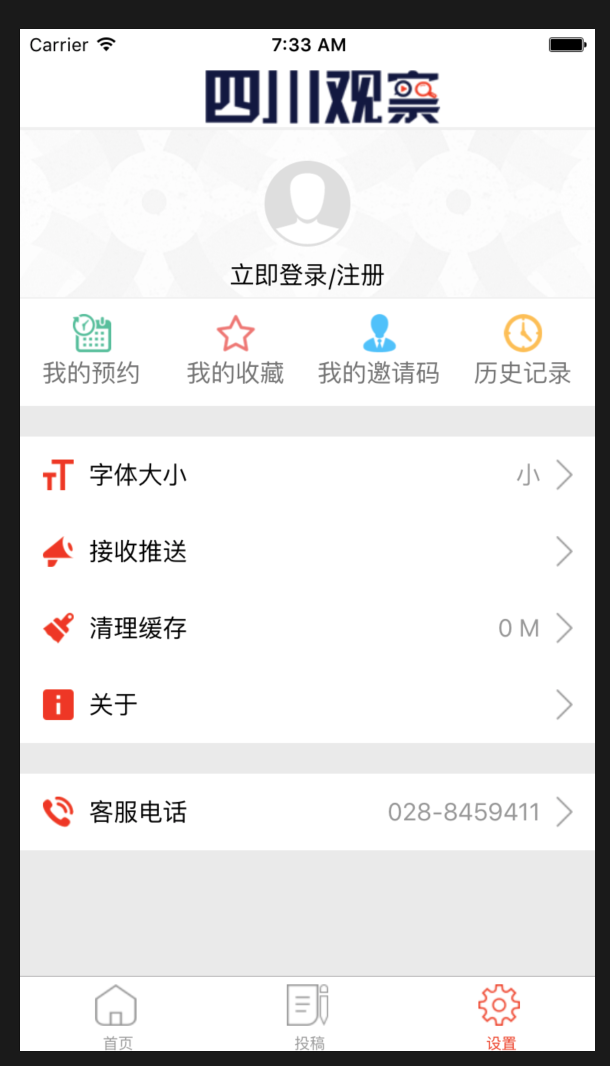 Carrier 7:33 AM
四川观察
立即登录/注册
我的预约 我的收藏 我的邀请码 历史记录
字体大小 小
接收推送
清理缓存 0 M
关于
客服电话 028-8459411
首页 投稿 设置